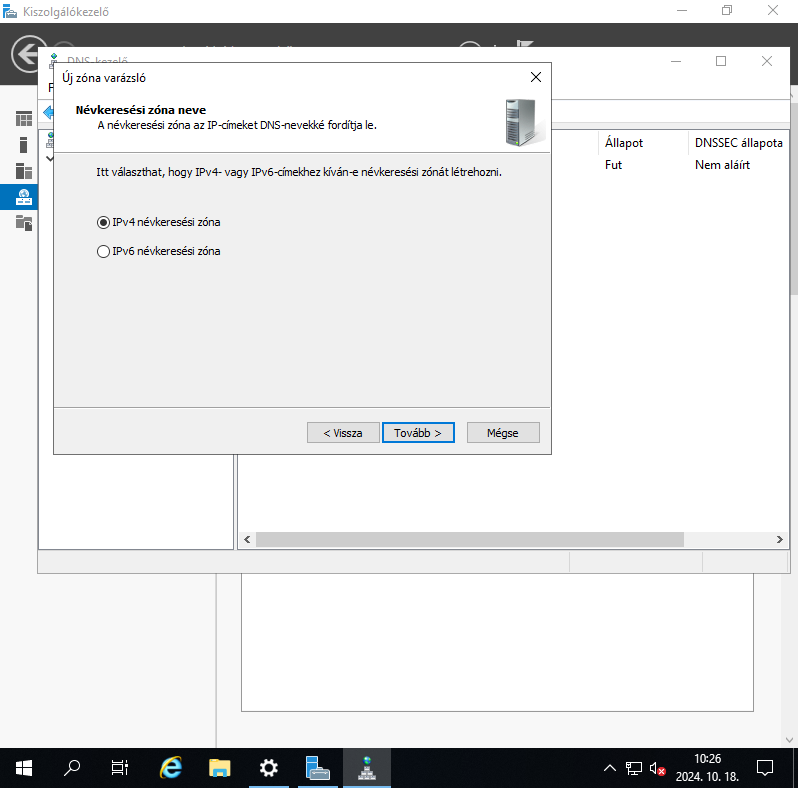 Kiszolgálókezelő
DNS-kezelő
Új zóna varázsló
Névkeresési zóna neve
A névkeresési zóna az IP-címeket DNS-nevekké fordítja le.
Állapot
DNSSEC állapota
Fut
Nem aláírt
Itt választhat, hogy IPv4- vagy IPv6-címekhez kíván-e névkeresési zónát létrehozni.
IPv4 névkeresési zóna
IPv6 névkeresési zóna
< Vissza
Tovább >
Mégse
10:26
2024. 10. 18.